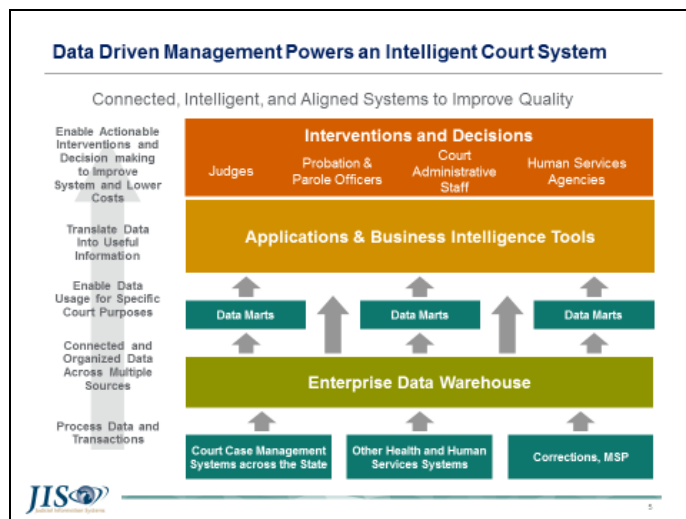 Data Driven Management Powers an Intelligent Court System
Connected, Intelligent, and Aligned Systems to Improve Quality
Enable Actionable
Interventions and
Decision making
to Improve
System and Lower
Costs
Interventions and Decisions
Judges
Probation &
Parole Officers
Court
Administrative
Staff
Human Services
Agencies
Translate Data
Into Useful
Information
Applications & Business Intelligence Tools
Enable Data
Usage for Specific
Court Purposes
Data Marts
Data Marts
Data Marts
Connected and
Organized Data
Across Multiple
Sources
Enterprise Data Warehouse
Process Data and
Transactions
Court Case Management
Systems across the State
Other Health and Human
Services Systems
Corrections, MSP
JIS
Judicial Information Systems
5